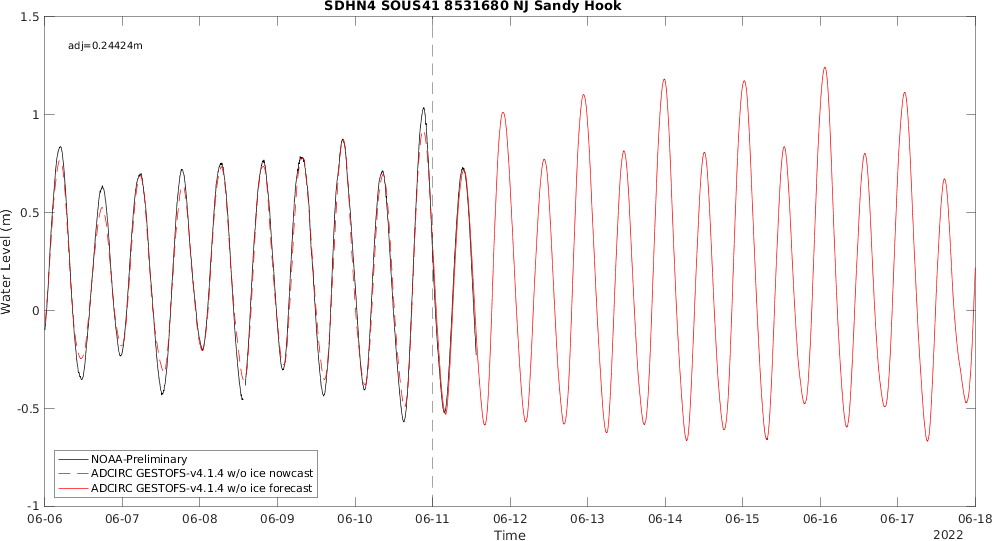 SDHN4 SOUS41 8531680 NJ Sandy Hook
adj=0.24424m
1.5
1
0.5
0
-0.5
-1
Water Level (m)
NOAA-Preliminary
ADCIRC GESTOFS-v4.1.4 w/o ice nowcast
ADCIRC GESTOFS-v4.1.4 w/o ice forecast
06-06 06-07 06-08 06-09 06-10 06-11 06-12 06-13 06-14 06-15 06-16 06-17 06-18
Time
2022